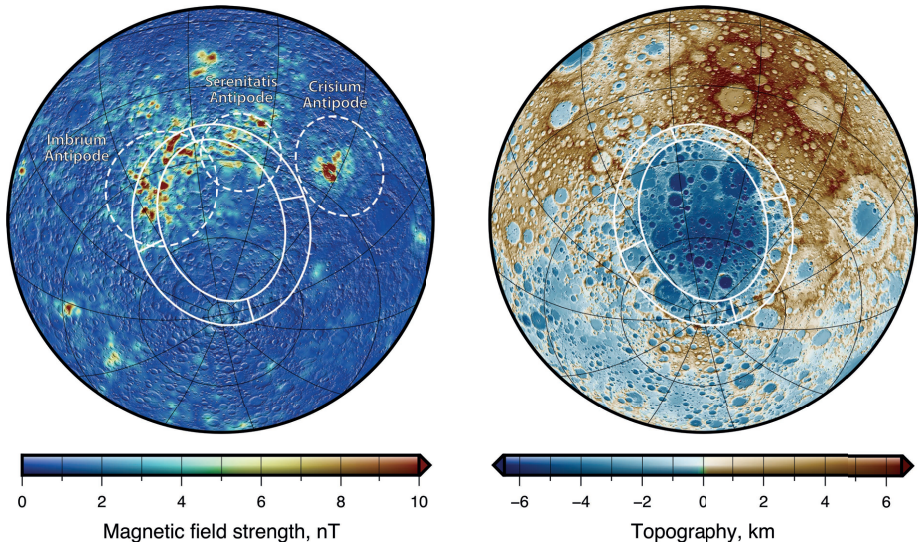 Serenitatis
Antipode
Crisium
Antipode
Imbrium
Antipode
0 2 4 6 8 10
Magnetic field strength, nT
−6 −4 −2 0 2 4 6
Topography, km